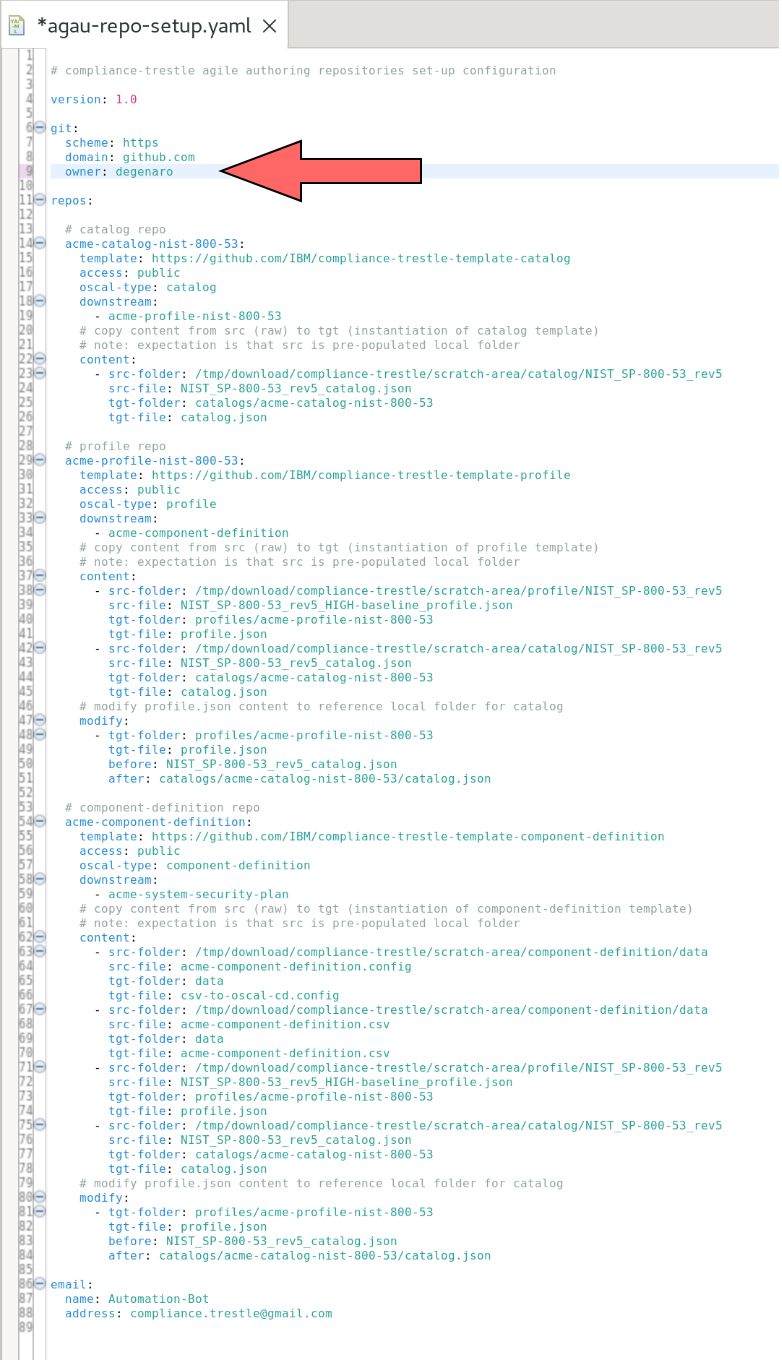 *agau-repo-setup.yaml
1
2 # compliance-trestle agile authoring repositories set-up configuration
3
4 version: 1.0
5
6 git:
7   scheme: https
8   domain: github.com
9   owner: degenaro
10
11 repos:
12
13   # catalog repo
14   acme-catalog-nist-800-53:
15     template: https://github.com/IBM/compliance-trestle-template-catalog
16     access: public
17     oscal-type: catalog
18     downstream:
19       - acme-profile-nist-800-53
20     # copy content from src (raw) to tgt (instantiation of catalog template)
21     # note: expectation is that src is pre-populated local folder
22     content:
23       - src-folder: /tmp/download/compliance-trestle/scratch-area/catalog/NIST_SP-800-53_rev5
24         src-file: NIST_SP-800-53_rev5_catalog.json
25         tgt-folder: catalogs/acme-catalog-nist-800-53
26         tgt-file: catalog.json
27
28   # profile repo
29   acme-profile-nist-800-53:
30     template: https://github.com/IBM/compliance-trestle-template-profile
31     access: public
32     oscal-type: profile
33     downstream:
34       - acme-component-definition
35     # copy content from src (raw) to tgt (instantiation of profile template)
36     # note: expectation is that src is pre-populated local folder
37     content:
38       - src-folder: /tmp/download/compliance-trestle/scratch-area/profile/NIST_SP-800-53_rev5
39         src-file: NIST_SP-800-53_rev5_HIGH-baseline_profile.json
40         tgt-folder: profiles/acme-profile-nist-800-53
41         tgt-file: profile.json
42       - src-folder: /tmp/download/compliance-trestle/scratch-area/catalog/NIST_SP-800-53_rev5
43         src-file: NIST_SP-800-53_rev5_catalog.json
44         tgt-folder: catalogs/acme-catalog-nist-800-53
45         tgt-file: catalog.json
46     # modify profile.json content to reference local folder for catalog
47     modify:
48       - tgt-folder: profiles/acme-profile-nist-800-53
49         tgt-file: profile.json
50         before: NIST_SP-800-53_rev5_catalog.json
51         after: catalogs/acme-catalog-nist-800-53/catalog.json
52
53   # component-definition repo
54   acme-component-definition:
55     template: https://github.com/IBM/compliance-trestle-template-component-definition
56     access: public
57     oscal-type: component-definition
58     downstream:
59       - acme-system-security-plan
60     # copy content from src (raw) to tgt (instantiation of component-definition template)
61     # note: expectation is that src is pre-populated local folder
62     content:
63       - src-folder: /tmp/download/compliance-trestle/scratch-area/component-definition/data
64         src-file: acme-component-definition.config
65         tgt-folder: data
66         tgt-file: csv-to-oscal-cd.config
67       - src-folder: /tmp/download/compliance-trestle/scratch-area/component-definition/data
68         src-file: acme-component-definition.csv
69         tgt-folder: data
70         tgt-file: acme-component-definition.csv
71       - src-folder: /tmp/download/compliance-trestle/scratch-area/profile/NIST_SP-800-53_rev5
72         src-file: NIST_SP-800-53_rev5_HIGH-baseline_profile.json
73         tgt-folder: profiles/acme-profile-nist-800-53
74         tgt-file: profile.json
75       - src-folder: /tmp/download/compliance-trestle/scratch-area/catalog/NIST_SP-800-53_rev5
76         src-file: NIST_SP-800-53_rev5_catalog.json
77         tgt-folder: catalogs/acme-catalog-nist-800-53
78         tgt-file: catalog.json
79     # modify profile.json content to reference local folder for catalog
80     modify:
81       - tgt-folder: profiles/acme-profile-nist-800-53
82         tgt-file: profile.json
83         before: NIST_SP-800-53_rev5_catalog.json
84         after: catalogs/acme-catalog-nist-800-53/catalog.json
85
86 email:
87   name: Automation-Bot
88   address: compliance.trestle@gmail.com
89